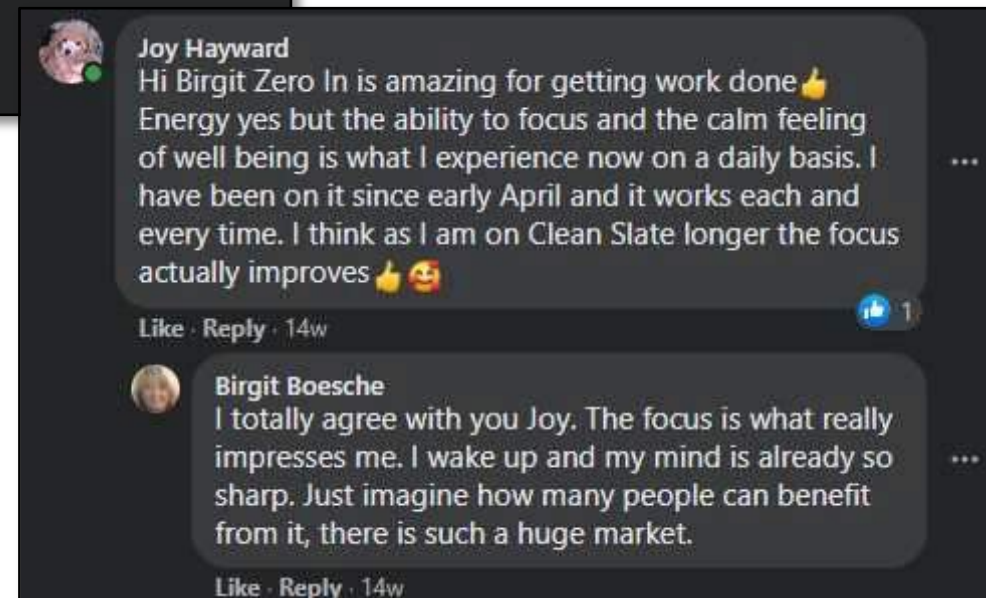 Joy Hayward
Hi Birgit Zero In is amazing for getting work done👍
Energy yes but the ability to focus and the calm feeling
of well being is what I experience now on a daily basis. I
have been on it since early April and it works each and
every time. I think as I am on Clean Slate longer the focus
actually improves👍🥰
1
Like · Reply · 14w
Birgit Boesche
I totally agree with you Joy. The focus is what really
impresses me. I wake up and my mind is already so
sharp. Just imagine how many people can benefit
from it, there is such a huge market.
Like · Reply · 14w